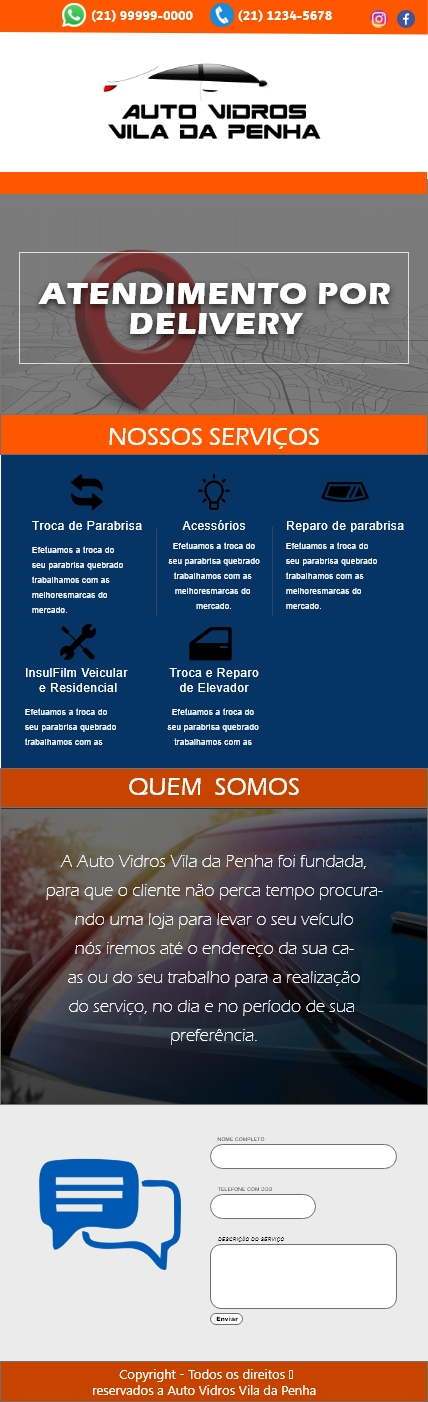 (21) 99999-0000 (21) 1234-5678
AUTO VIDROS
VILA DA PENHA
ATENDIMENTO POR
DELIVERY
NOSSOS SERVIÇOS
Troca de Parabrisa
Efetuamos a troca do
seu parabrisa quebrado
trabalhamos com as
melhoresmarcas do
mercado.
Acessórios
Efetuamos a troca do
seu parabrisa quebrado
trabalhamos com as
melhoresmarcas do
mercado.
Reparo de parabrisa
Efetuamos a troca do
seu parabrisa quebrado
trabalhamos com as
melhoresmarcas do
mercado.
InsulFilm Veicular
e Residencial
Efetuamos a troca do
seu parabrisa quebrado
trabalhamos com as
Troca e Reparo
de Elevador
Efetuamos a troca do
seu parabrisa quebrado
trabalhamos com as
QUEM SOMOS
A Auto Vidros Vila da Penha foi fundada,
para que o cliente não perca tempo procura-
ndo uma loja para levar o seu veículo
nós iremos até o endereço da sua ca-
as ou do seu trabalho para a realização
do serviço, no dia e no período de sua
preferência.
NOME COMPLETO
TELEFONE COM DDD
DESCRIÇÃO DO SERVIÇO
Enviar
Copyright - Todos os direitos
reservados a Auto Vidros Vila da Penha